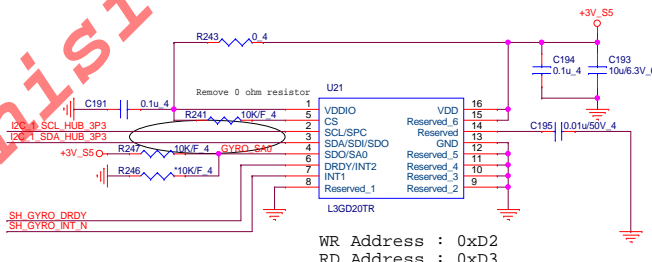 +3V_S5
R243
0_4
C194
0.1u_4
C193
10u/6.3V_6
U21
Remove 0 ohm resistor
C191
0.1u_4
1
VDDIO
VDD
16
R241
10K/F_4
5
CS
Reserved_6
15
I2C_1_SCL_HUB_3P3
2
SCL/SPC
Reserved
14
C195
0.01u/50V_4
I2C_1_SDA_HUB_3P3
3
SDA/SDI/SDO
GND
13
+3V_S5
R247
10K/F_4
GYRO_SA0
4
SDO/SA0
Reserved_5
12
6
DRDY/INT2
Reserved_4
11
R246
*10K/F_4
7
INT1
Reserved_3
10
8
Reserved_1
Reserved_2
9
L3GD20TR
SH_GYRO_DRDY
SH_GYRO_INT_N
WR Address : 0xD2
RD Address : 0xD3